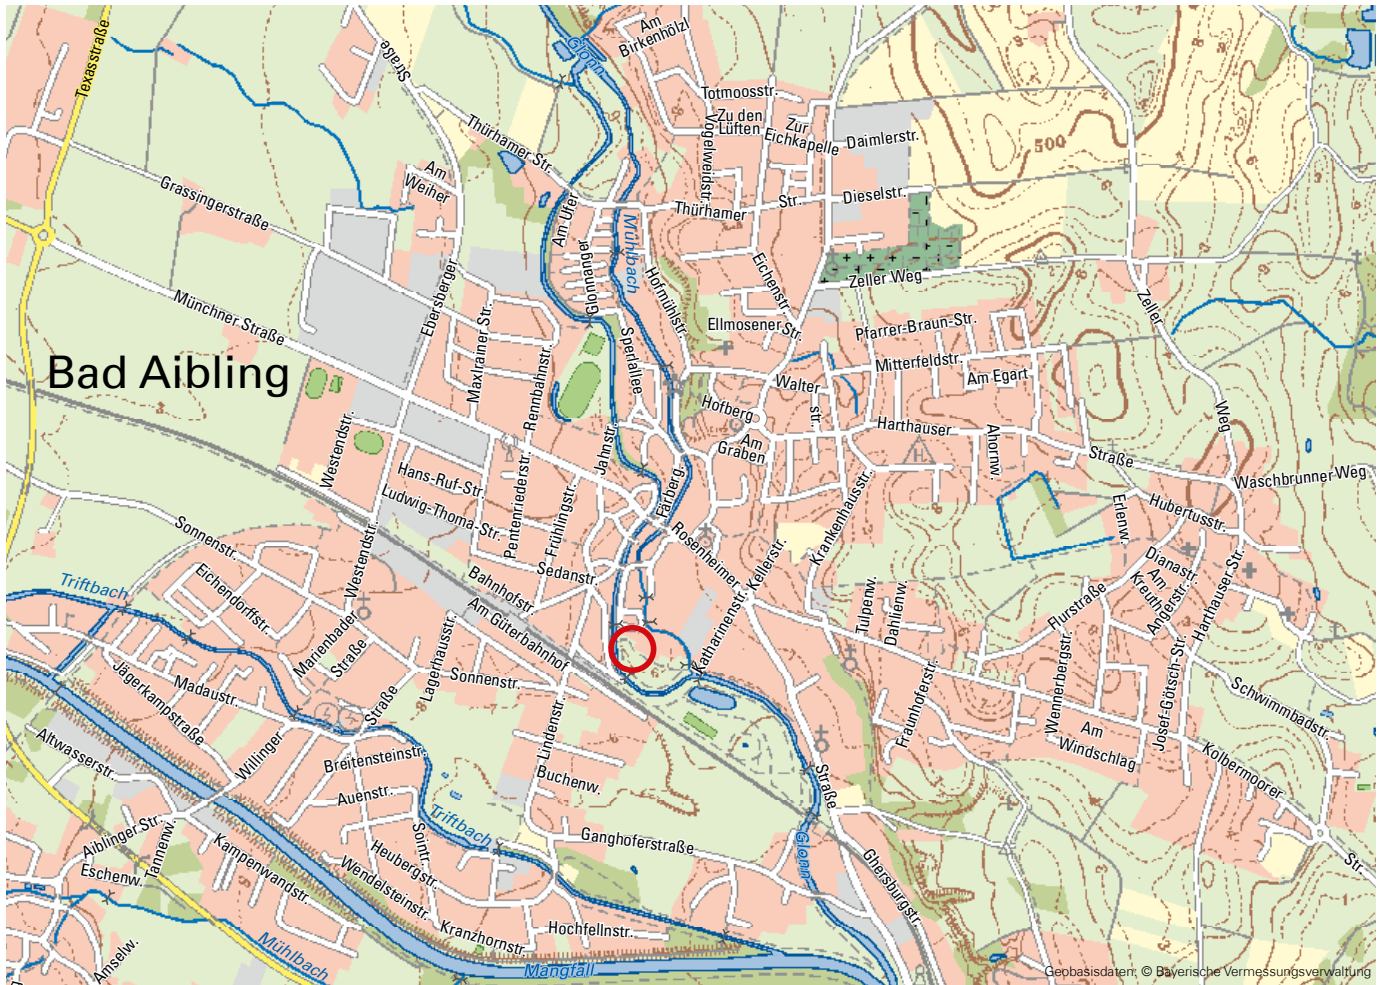 Am
Birkenhölzl
Glonn
Straße
Texasstraße
Totmoosstr.
Zu den
Lüften
Zur
Eichkapelle
Vogelweidstr.
Daimlerstr.
Thürhamer Str.
500
Am
Weiher
Grassingerstraße
Am Ufer
Mühlbach
Thürhamer
Str.
Dieselstr.
Glonnanger
Hofmühlstr.
Eichenstr.
Zeller Weg
Zeller
Weg
Münchner Straße
Ebersberger
Maxlrainer Str.
Rennbahnstr.
Sperlallee
Ellmosener Str.
Pfarrer-Braun-Str.
Mitterfeldstr.
Am Egart
Bad Aibling
Walter
str.
Hofberg
Am
Graben
Harthauser
Straße
Ahornw.
Waschbrunner Weg
Westendstr.
Hans-Ruf-Str.
Ludwig-Thoma-Str.
Pentenriederstr.
Frühlingstr.
Jahnstr.
Färberg.
Krankenhausstr.
Erlenw.
Hubertusstr.
Sonnenstr.
Westendstr.
Sedanstr.
Rosenheimer
Kellerstr.
Katharinenstr.
Dianastr.
Am
Kreuth
Angerstr.
Harthauser Str.
Triftbach
Eichendorffstr.
Marienbader
Straße
Bahnhofstr.
Am Güterbahnhof
Tulpenw.
Dahlienw.
Flurstraße
Jägerkampstraße
Madaustr.
Lagerhausstr.
Sonnenstr.
Fraunhoferstr.
Wennerbergstr.
Josef-Götsch-Str.
Schwimmbadstr.
Altwasserstr.
Willinger
Straße
Breitensteinstr.
Lindenstr.
Am
Windschlag
Kolbermoorer
Str.
Auenstr.
Buchenw.
Straße
Aiblinger Str.
Tannenw.
Eschenw.
Kampenwandstr.
Heubergstr.
Sointr.
Triftbach
Wendelsteinstr.
Ganghoferstraße
Glonn
Ghersburgstr.
Kranzhornstr.
Hochfellnstr.
Amselw.
Mühlbach
Mangfall
Geobasisdaten: © Bayerische Vermessungsverwaltung